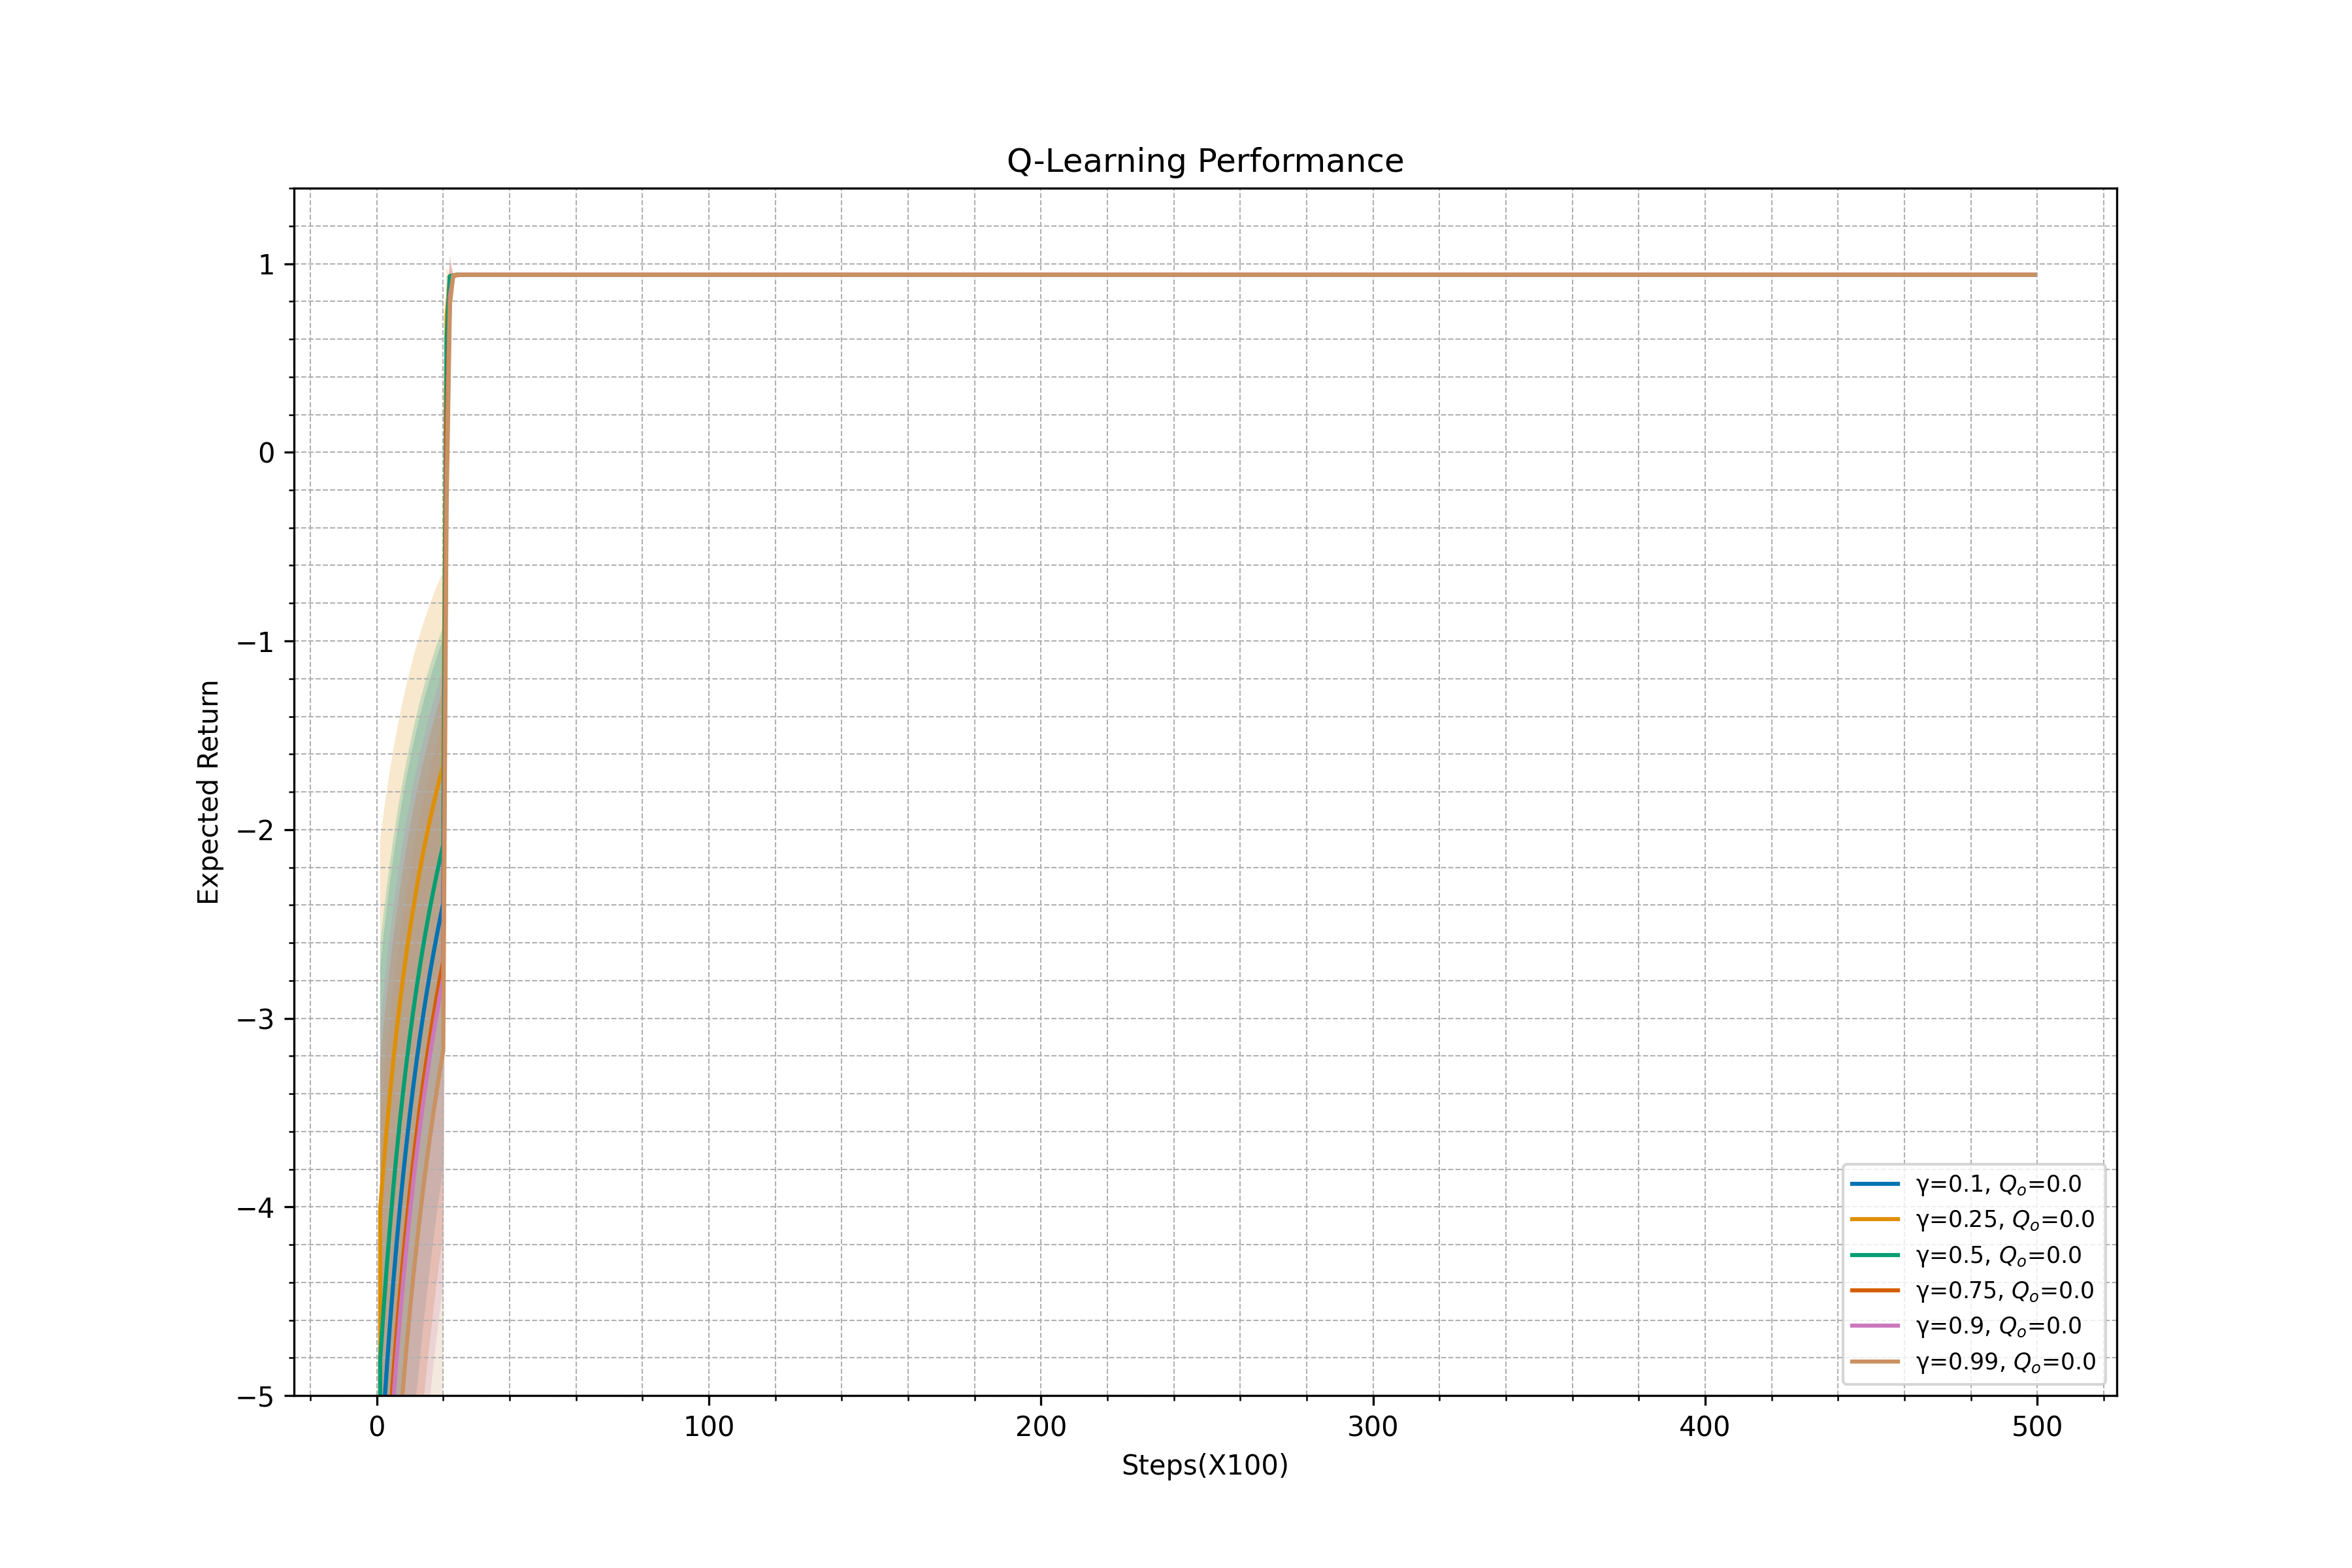 Q-Learning Performance
Expected Return
1
0
−1
−2
−3
−4
−5
0 100 200 300 400 500
Steps(X100)
γ=0.1, Qₒ=0.0
γ=0.25, Qₒ=0.0
γ=0.5, Qₒ=0.0
γ=0.75, Qₒ=0.0
γ=0.9, Qₒ=0.0
γ=0.99, Qₒ=0.0